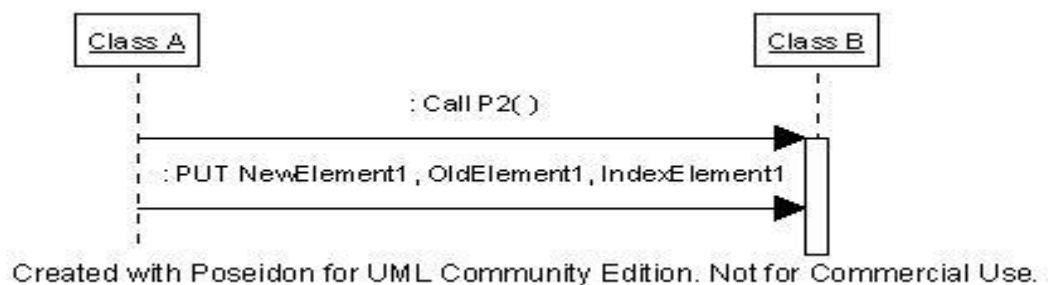 Class A
Class B
: Call P2( )
: PUT NewElement1, OldElement1, IndexElement1
Created with Poseidon for UML Community Edition. Not for Commercial Use.